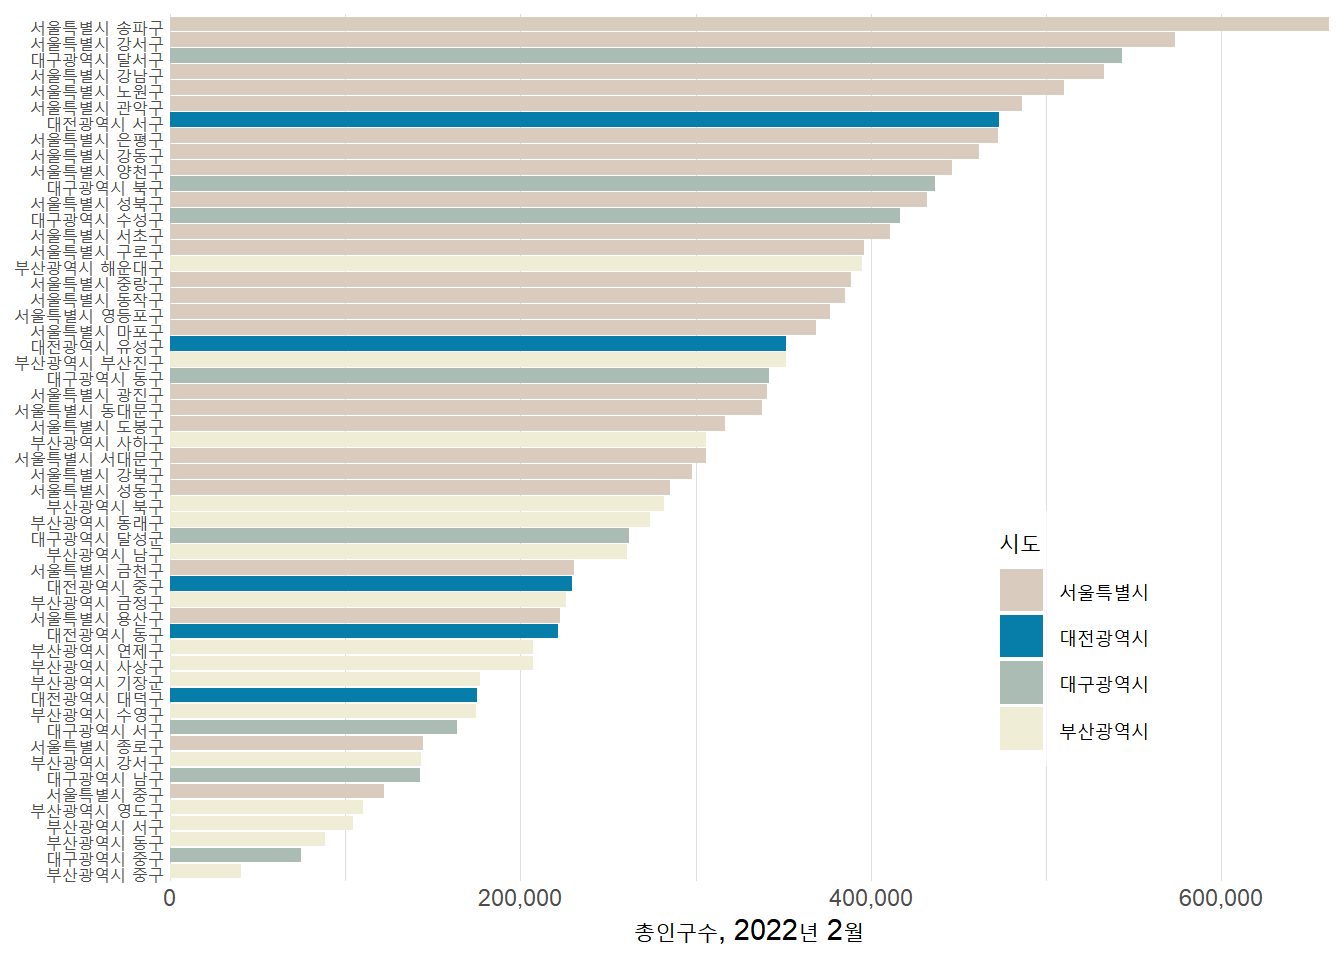 서울특별시 송파구
서울특별시 강서구
대구광역시 달서구
서울특별시 강남구
서울특별시 노원구
서울특별시 관악구
대전광역시 서구
서울특별시 은평구
서울특별시 강동구
서울특별시 양천구
대구광역시 북구
서울특별시 성북구
대구광역시 수성구
서울특별시 서초구
서울특별시 구로구
부산광역시 해운대구
서울특별시 중랑구
서울특별시 동작구
서울특별시 영등포구
서울특별시 마포구
대전광역시 유성구
부산광역시 부산진구
대구광역시 동구
서울특별시 광진구
서울특별시 동대문구
서울특별시 도봉구
부산광역시 사하구
서울특별시 서대문구
서울특별시 강북구
서울특별시 성동구
부산광역시 북구
부산광역시 동래구
대구광역시 달성군
부산광역시 남구
서울특별시 금천구
대전광역시 중구
부산광역시 금정구
서울특별시 용산구
대전광역시 동구
부산광역시 연제구
부산광역시 사상구
부산광역시 기장군
대전광역시 대덕구
부산광역시 수영구
대구광역시 서구
서울특별시 종로구
부산광역시 강서구
대구광역시 남구
서울특별시 중구
부산광역시 영도구
부산광역시 서구
부산광역시 동구
대구광역시 중구
부산광역시 중구
시도
서울특별시
대전광역시
대구광역시
부산광역시
0 200,000 400,000 600,000
총인구수, 2022년 2월